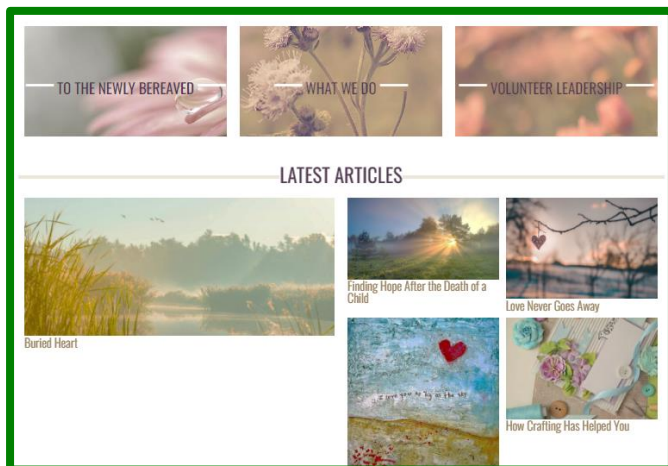 TO THE NEWLY BEREAVED
WHAT WE DO
VOLUNTEER LEADERSHIP
LATEST ARTICLES
Buried Heart
Finding Hope After the Death of a
Child
Love Never Goes Away
How Crafting Has Helped You